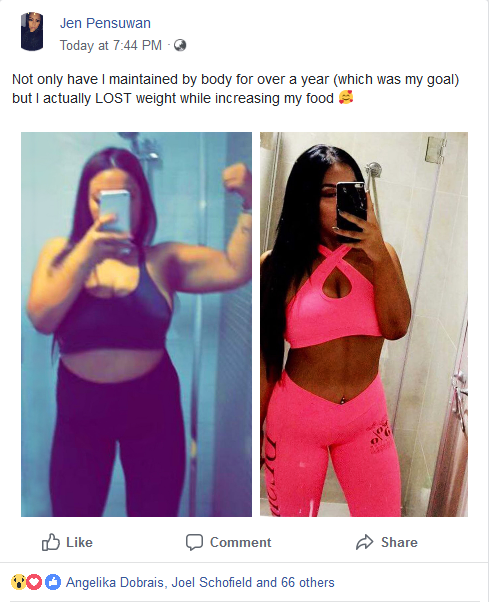 Jen Pensuwan
Today at 7:44 PM ·
Not only have I maintained by body for over a year (which was my goal)
but I actually LOST weight while increasing my food 🥰
Like
Comment
Share
Angelika Dobrais, Joel Schofield and 66 others